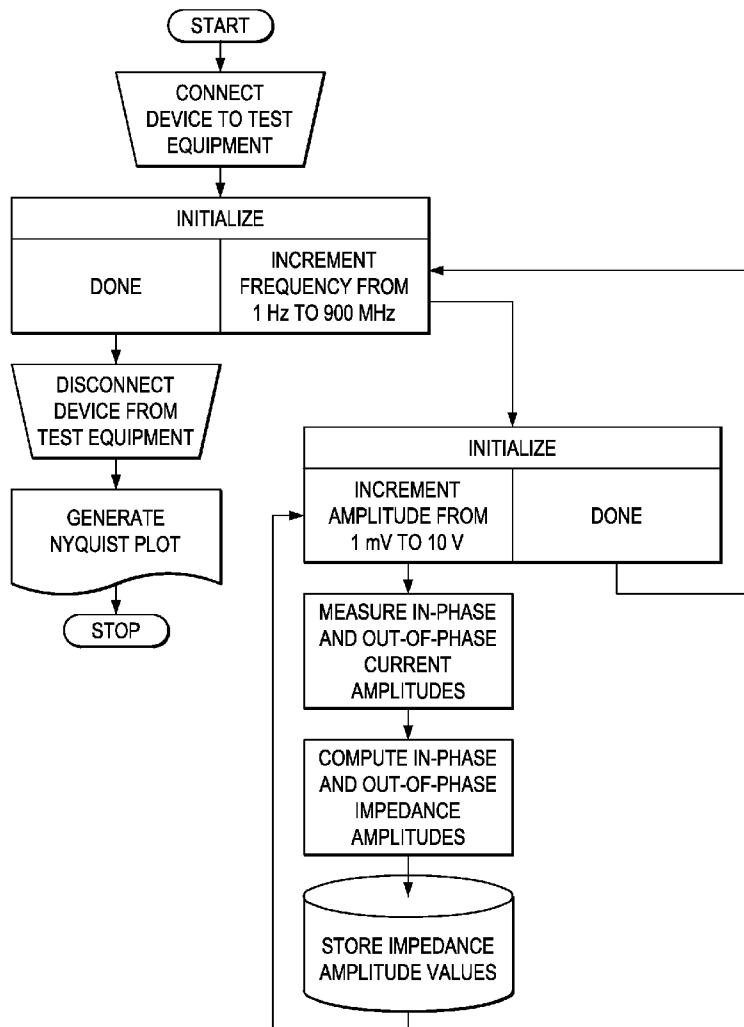 START
CONNECT
DEVICE TO TEST
EQUIPMENT
INITIALIZE
DONE
INCREMENT
FREQUENCY FROM
1 Hz TO 900 MHz
DISCONNECT
DEVICE FROM
TEST EQUIPMENT
GENERATE
NYQUIST PLOT
STOP
INITIALIZE
INCREMENT
AMPLITUDE FROM
1 mV TO 10 V
DONE
MEASURE IN-PHASE
AND OUT-OF-PHASE
CURRENT
AMPLITUDES
COMPUTE IN-PHASE
AND OUT-OF-PHASE
IMPEDANCE
AMPLITUDES
STORE IMPEDANCE
AMPLITUDE VALUES